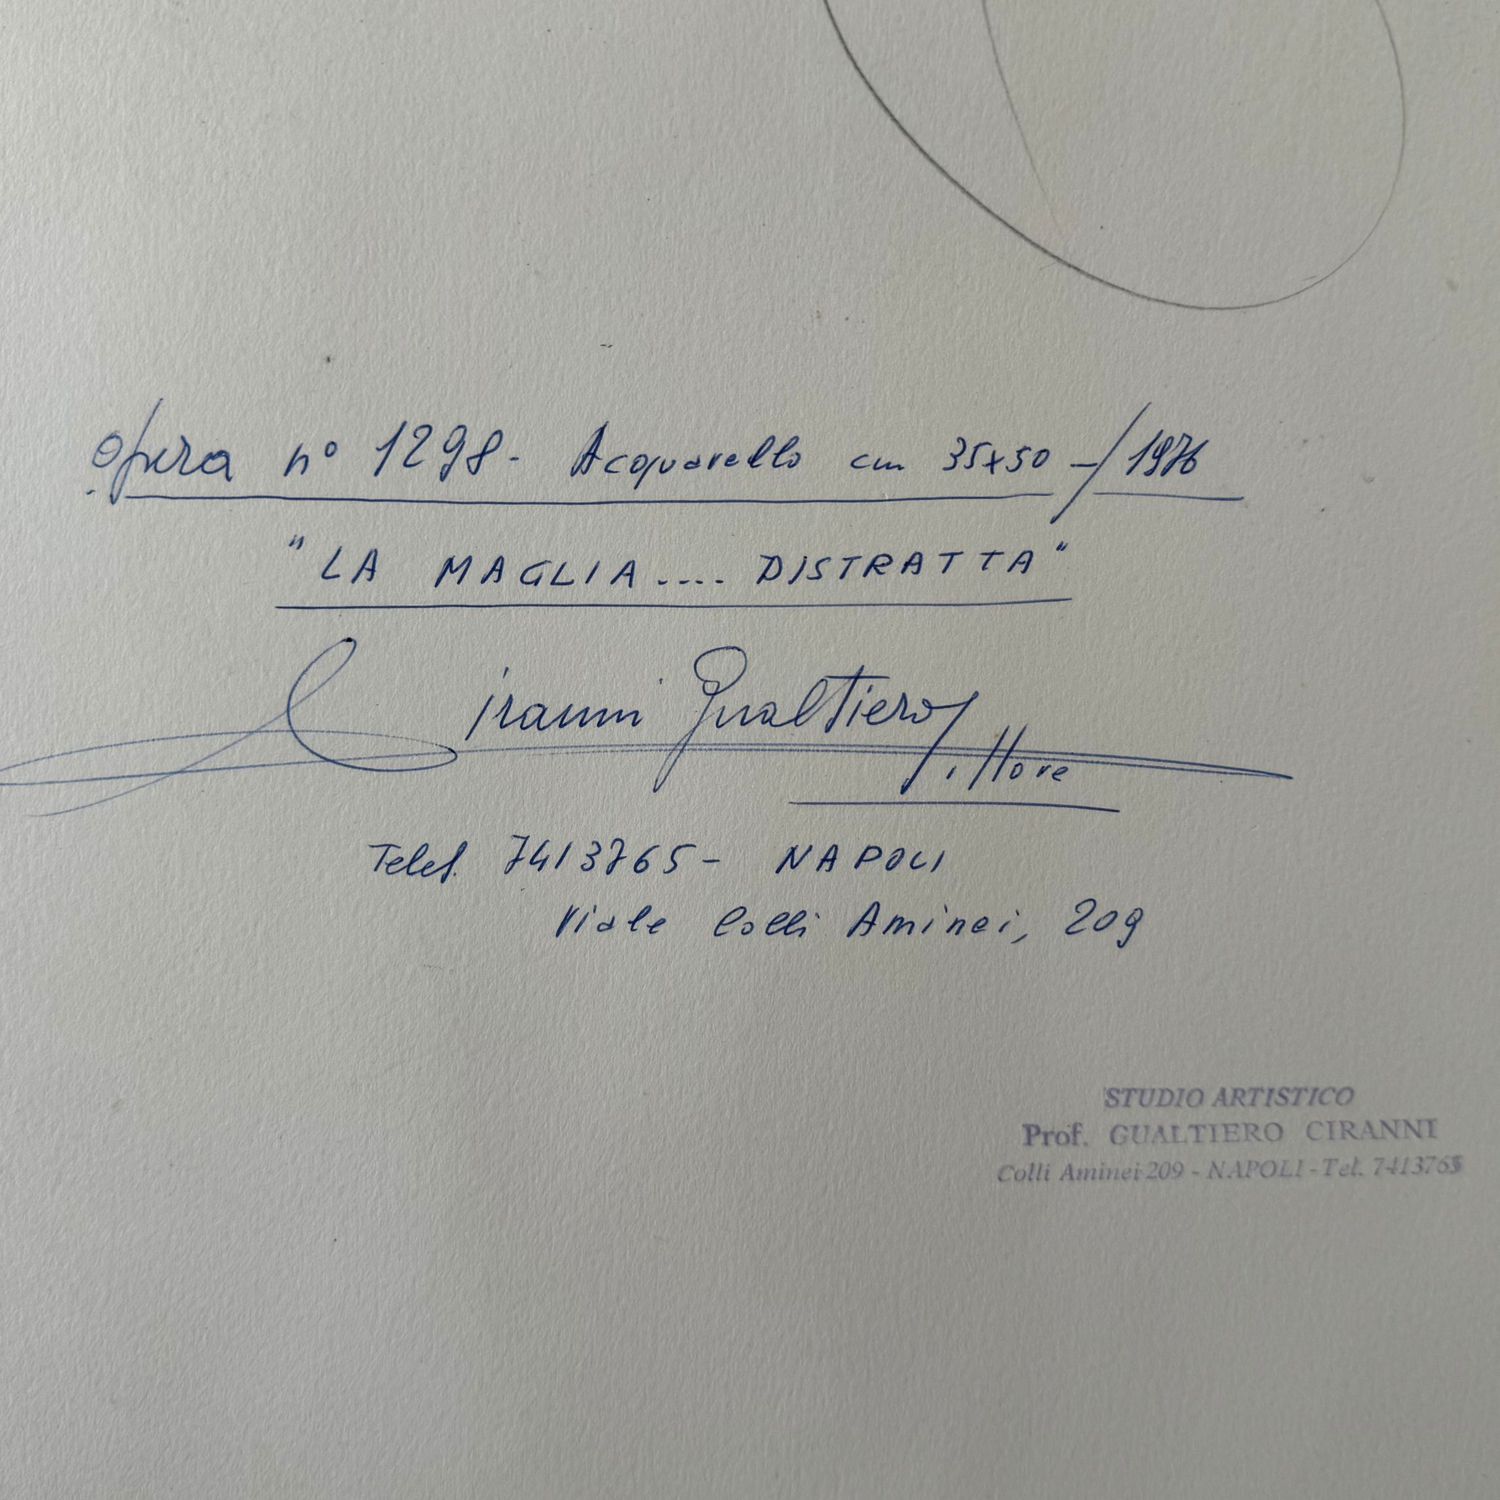 Opera n° 1298- Acquarello cm 35x50 -/1976
"LA MAGLIA.... DISTRATTA"
Ciranni Gualtiero
Pittore
Telef. 7413765- NAPOLI
Viale Colli Aminei, 209
STUDIO ARTISTICO
Prof. GUALTIERO CIRANNI
Colli Aminei 209 - NAPOLI - Tel. 7413765